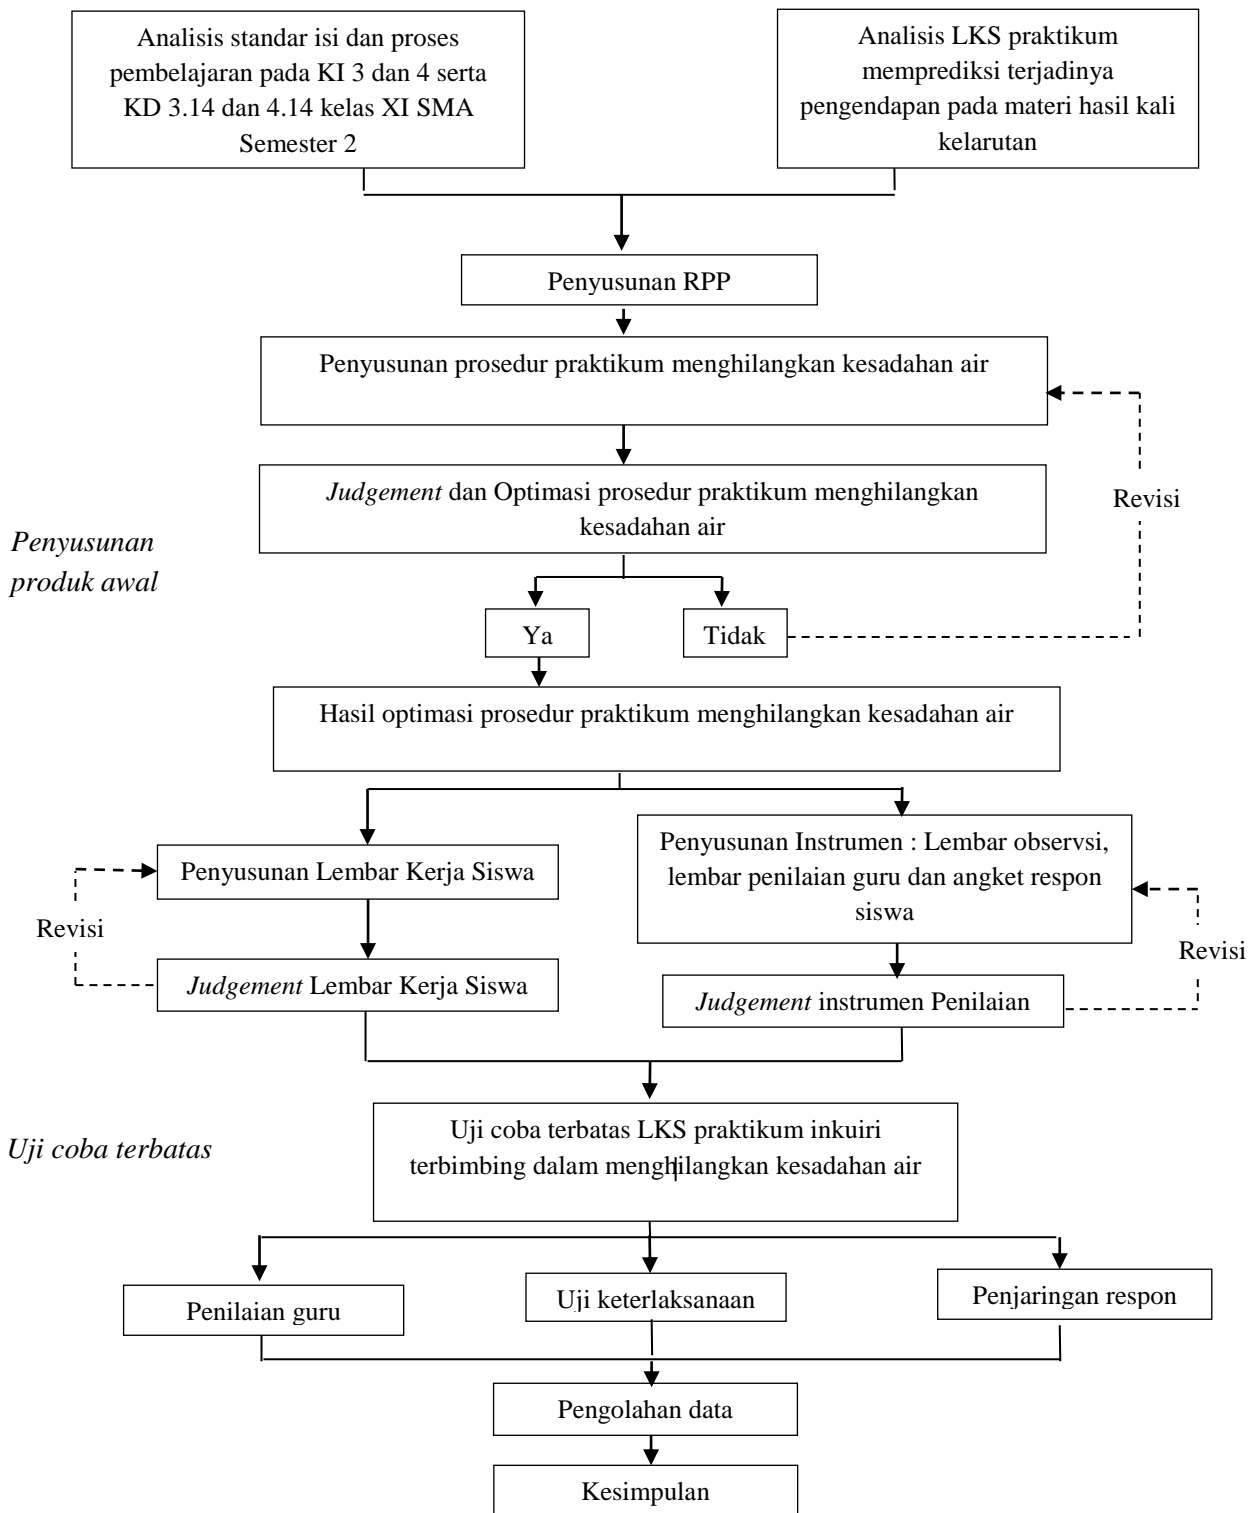 Analisis standar isi dan proses
pembelajaran pada KI 3 dan 4 serta
KD 3.14 dan 4.14 kelas XI SMA
Semester 2
Analisis LKS praktikum
memprediksi terjadinya
pengendapan pada materi hasil kali
kelarutan
Penyusunan RPP
Penyusunan prosedur praktikum menghilangkan kesadahan air
Judgement dan Optimasi prosedur praktikum menghilangkan
kesadahan air
Revisi
Penyusunan
produk awal
Ya
Tidak
Hasil optimasi prosedur praktikum menghilangkan kesadahan air
Penyusunan Lembar Kerja Siswa
Penyusunan Instrumen : Lembar observsi,
lembar penilaian guru dan angket respon
siswa
Revisi
Revisi
Judgement Lembar Kerja Siswa
Judgement instrumen Penilaian
Uji coba terbatas
Uji coba terbatas LKS praktikum inkuiri
terbimbing dalam menghilangkan kesadahan air
Penilaian guru
Uji keterlaksanaan
Penjaringan respon
Pengolahan data
Kesimpulan